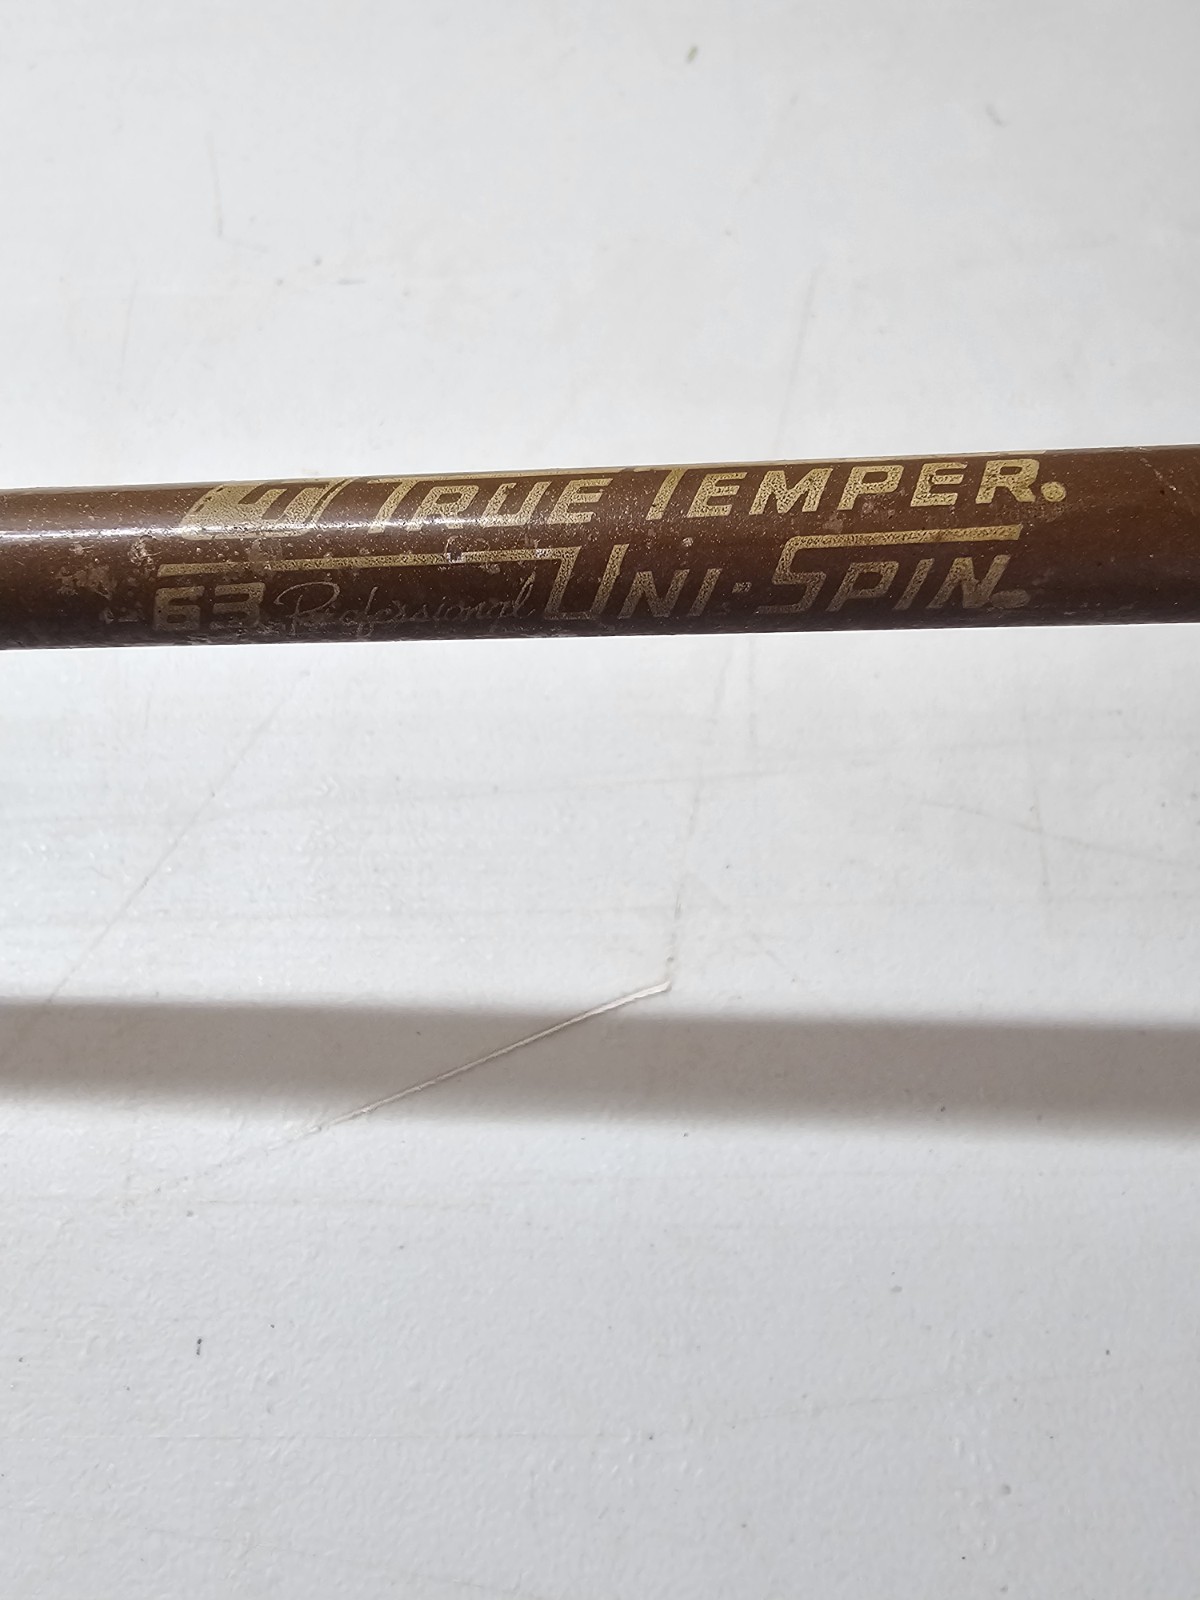 TRUE TEMPER.
63 Professional UNI-SPIN.